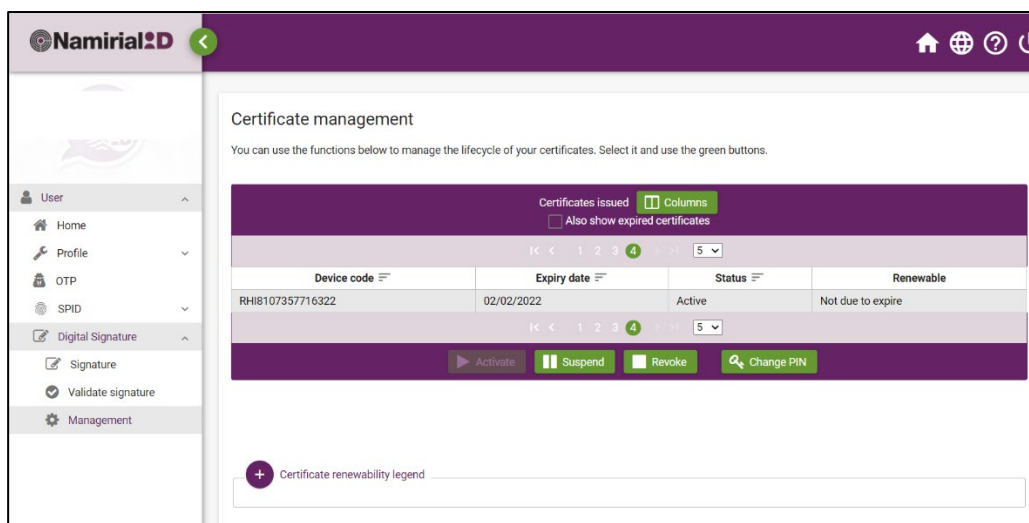 Namirial ID
Certificate management
You can use the functions below to manage the lifecycle of your certificates. Select it and use the green buttons.
User
Home
Profile
OTP
SPID
Digital Signature
Signature
Validate signature
Management
Certificates issued Columns
Also show expired certificates
1 2 3 4 5
Device code Expiry date Status Renewable
RHI8107357716322 02/02/2022 Active Not due to expire
1 2 3 4 5
Activate Suspend Revoke Change PIN
Certificate renewability legend